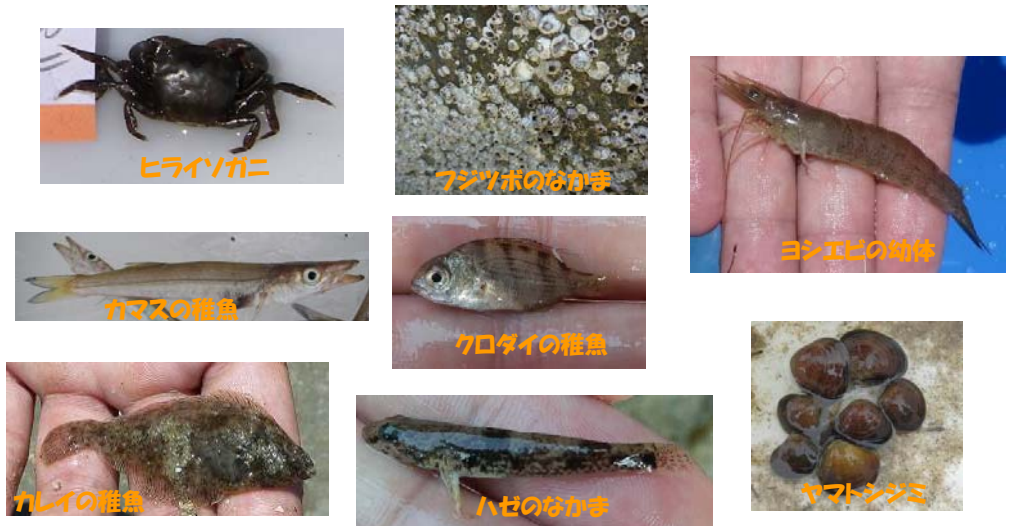 ヒライソガニ
フジツボのなかま
ヨシエビの幼体
カマスの稚魚
クロダイの稚魚
カレイの稚魚
ハゼのなかま
ヤマトシジミ